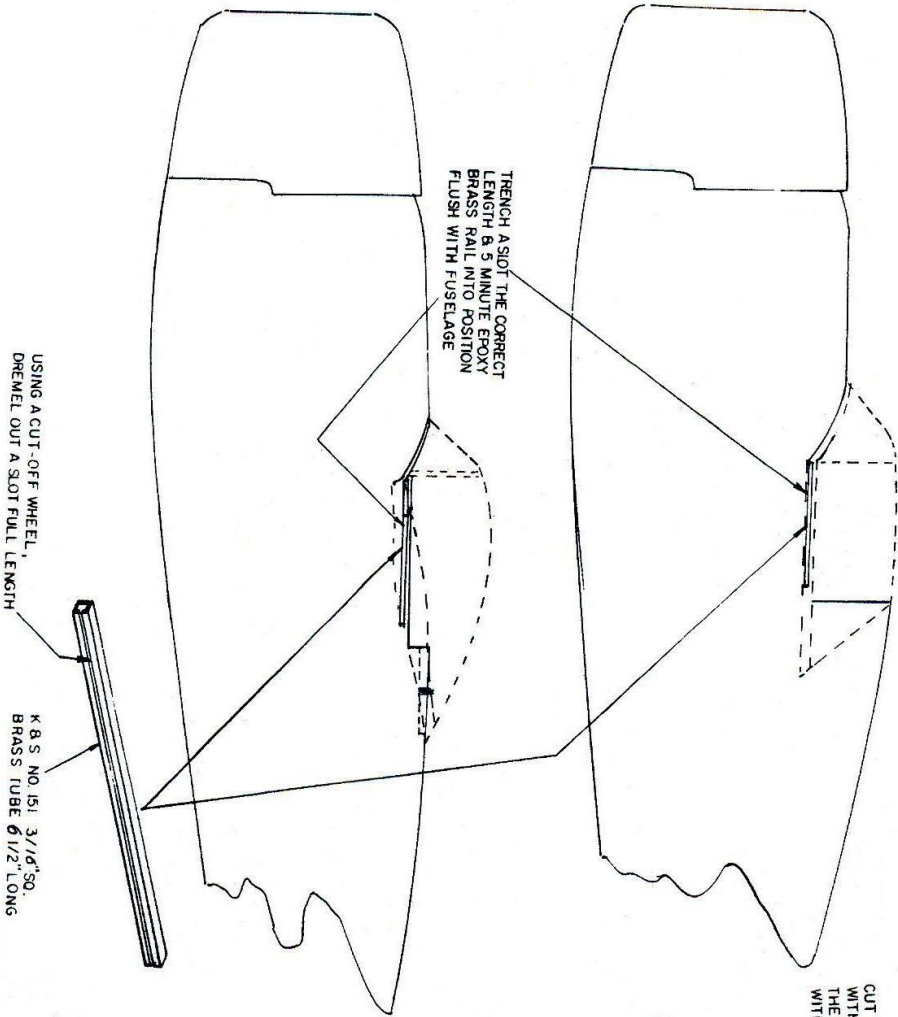 TRENCH A SLOT THE CORRECT
LENGTH & 5 MINUTE EPOXY
BRASS RAIL INTO POSITION
FLUSH WITH FUSELAGE
USING A CUT-OFF WHEEL,
DREMEL OUT A SLOT FULL LENGTH
K & S NO. 151 3/16" SQ.
BRASS TUBE 6 1/2" LONG
CUT
WITH
THE
WIT